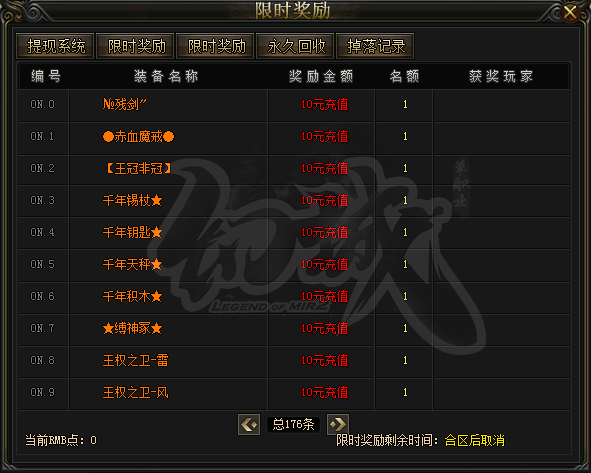 限时奖励
提现系统 限时奖励 限时奖励 永久回收 掉落记录
编号 装备名称 奖励金额 名额 获奖玩家
ON.0 №残剑〞 10元充值 1
ON.1 ●赤血魔戒● 10元充值 1
ON.2 【王冠非冠】 10元充值 1
ON.3 千年锡杖★ 10元充值 1
ON.4 千年钥匙★ 10元充值 1
ON.5 千年天秤★ 10元充值 1
ON.6 千年积木★ 10元充值 1
ON.7 ★缚神冢★ 10元充值 1
ON.8 王权之卫-雷 10元充值 1
ON.9 王权之卫-风 10元充值 1
单职业
LEGEND OF MIR2
总176条
当前RMB点：0 限时奖励剩余时间：合区后取消